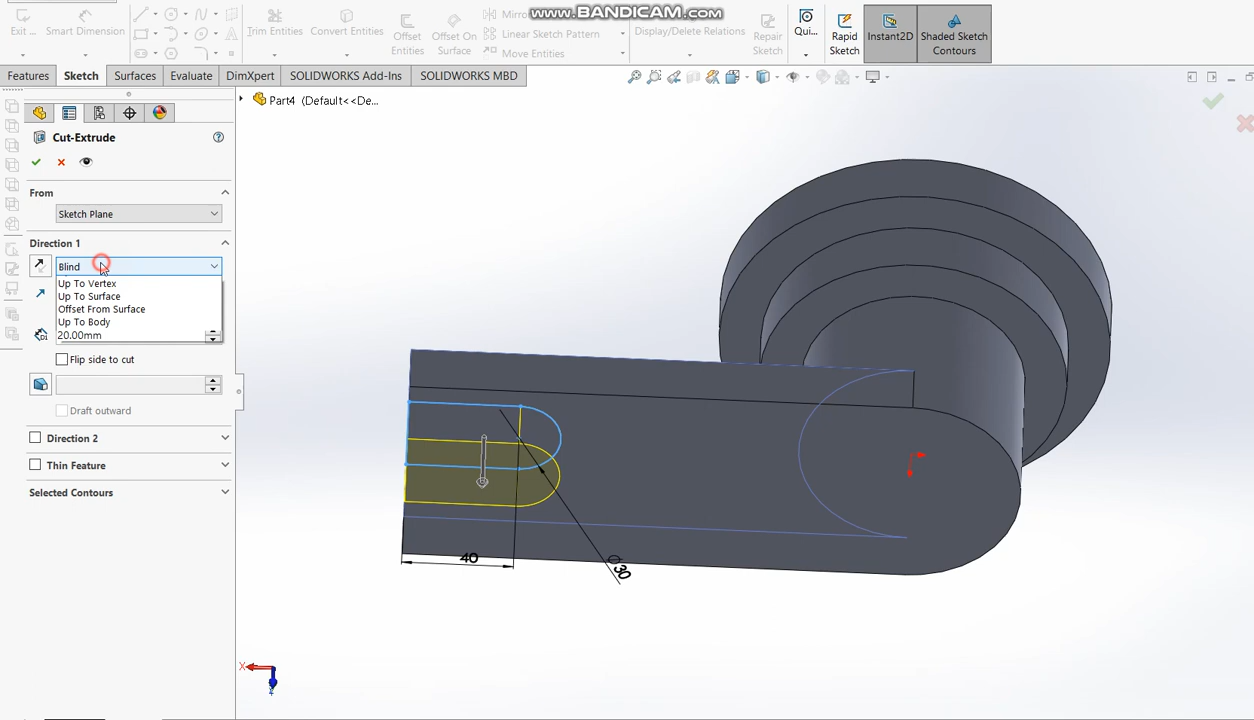 www.BANDICAM.com
Exit ...
Smart Dimension
Trim Entities
Convert Entities
Offset
Entities
Offset On
Surface
Mirro
Linear Sketch Pattern
Move Entities
Display/Delete Relations
Repair
Sketch
Qui...
Rapid
Sketch
Instant2D
Shaded Sketch
Contours
Features
Sketch
Surfaces
Evaluate
DimXpert
SOLIDWORKS Add-Ins
SOLIDWORKS MBD
Part4 (Default<<De...
Cut-Extrude
From
Sketch Plane
Direction 1
Blind
Up To Vertex
Up To Surface
Offset From Surface
Up To Body
20.00mm
Flip side to cut
Draft outward
Direction 2
Thin Feature
Selected Contours
40
∅30
X